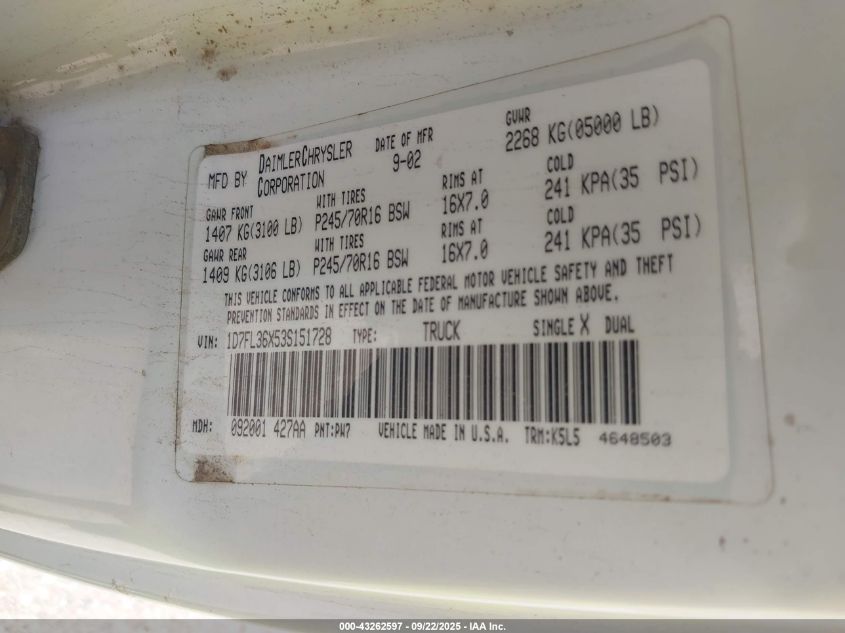 MFD BY DAIMLERCHRYSLER CORPORATION DATE OF MFR 9-02 GVWR 2268 KG(05000 LB)
GAWR FRONT WITH TIRES RIMS AT COLD
1407 KG(3100 LB) P245/70R16 BSW 16X7.0 241 KPA(35 PSI)
GAWR REAR WITH TIRES RIMS AT COLD
1409 KG(3106 LB) P245/70R16 BSW 16X7.0 241 KPA(35 PSI)
THIS VEHICLE CONFORMS TO ALL APPLICABLE FEDERAL MOTOR VEHICLE SAFETY AND THEFT
PREVENTION STANDARDS IN EFFECT ON THE DATE OF MANUFACTURE SHOWN ABOVE.
VIN: 1D7FL36X53S151728 TYPE: TRUCK SINGLE X DUAL
MDH: 092001 427AA PNT:PW7 VEHICLE MADE IN U.S.A. TRM:K5L5 4648503
000-43262597 - 09/22/2025 - IAA Inc.